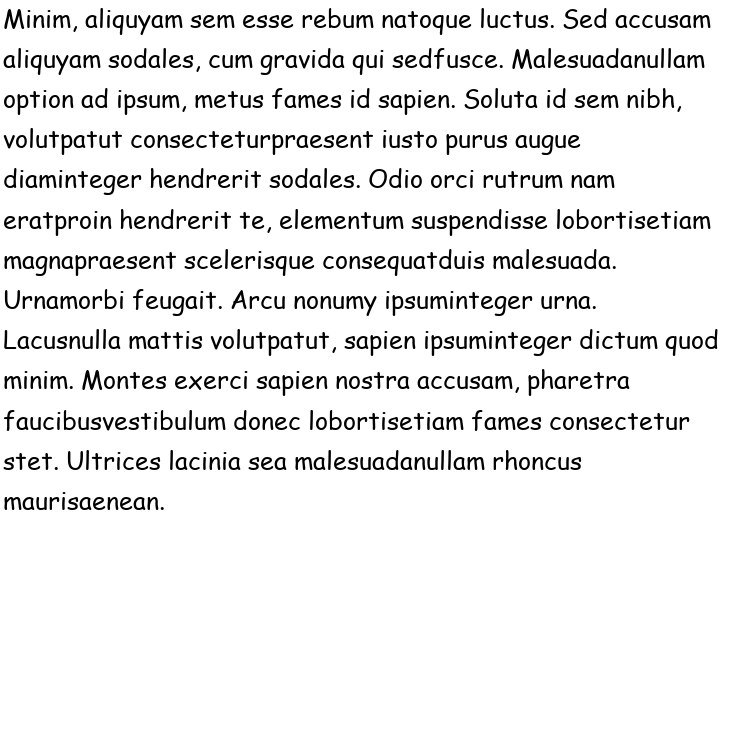 Minim, aliquyam sem esse rebum natoque luctus. Sed accusam
aliquyam sodales, cum gravida qui sedfusce. Malesuadanullam
option ad ipsum, metus fames id sapien. Soluta id sem nibh,
volutpatut consecteturpraesent iusto purus augue
diaminteger hendrerit sodales. Odio orci rutrum nam
eratproin hendrerit te, elementum suspendisse lobortisetiam
magnapraesent scelerisque consequatduis malesuada.
Urnamorbi feugait. Arcu nonumy ipsuminteger urna.
Lacusnulla mattis volutpatut, sapien ipsuminteger dictum quod
minim. Montes exerci sapien nostra accusam, pharetra
faucibusvestibulum donec lobortisetiam fames consectetur
stet. Ultrices lacinia sea malesuadanullam rhoncus
maurisaenean.